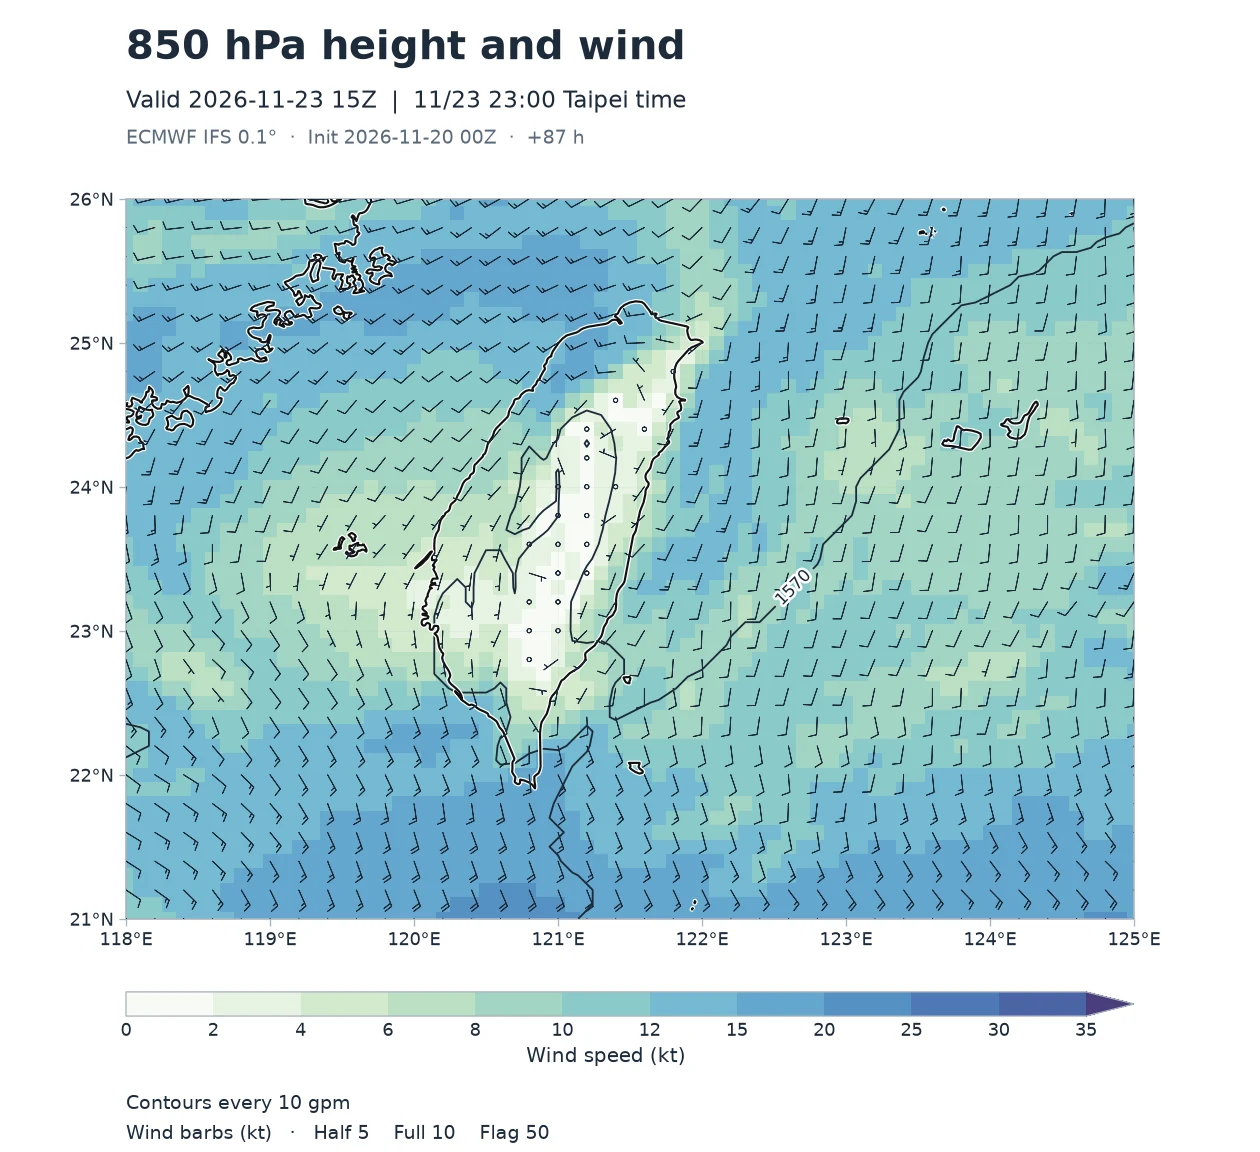 850 hPa height and wind
Valid 2026-11-23 15Z | 11/23 23:00 Taipei time
ECMWF IFS 0.1° · Init 2026-11-20 00Z · +87 h
26°N
25°N
24°N
23°N
22°N
21°N
1570
118°E 119°E 120°E 121°E 122°E 123°E 124°E 125°E
0 2 4 6 8 10 12 15 20 25 30 35
Wind speed (kt)
Contours every 10 gpm
Wind barbs (kt) · Half 5 Full 10 Flag 50